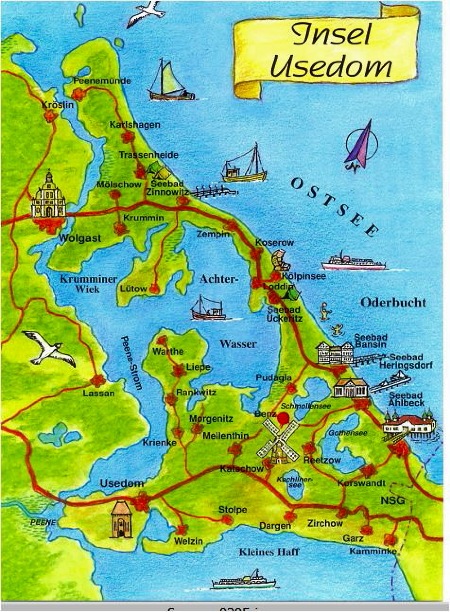 Insel
Usedom
Peenemünde
Kröslin
Karlshagen
Trassenheide
Mölschow
Seebad
Zinnowitz
OSTSEE
Krummin
Zempin
Wolgast
Koserow
Kölpinsee
Krumminer
Wiek
Lütow
Achter-
Loddin
Seebad
Ückeritz
Oderbucht
Wasser
Peene-Strom
Warthe
Liepe
Seebad
Bansin
Seebad
Heringsdorf
Pudagla
Lassan
Rankwitz
Schmollensee
Seebad
Ahlbeck
Morgenitz
Benz
Gothensee
Krienke
Mellenthin
Reetzow
Katschow
Kachliner-
see
Korswandt
Usedom
NSG
PEENE
Stolpe
Dargen
Zirchow
Garz
Welzin
Kamminke
Kleines Haff